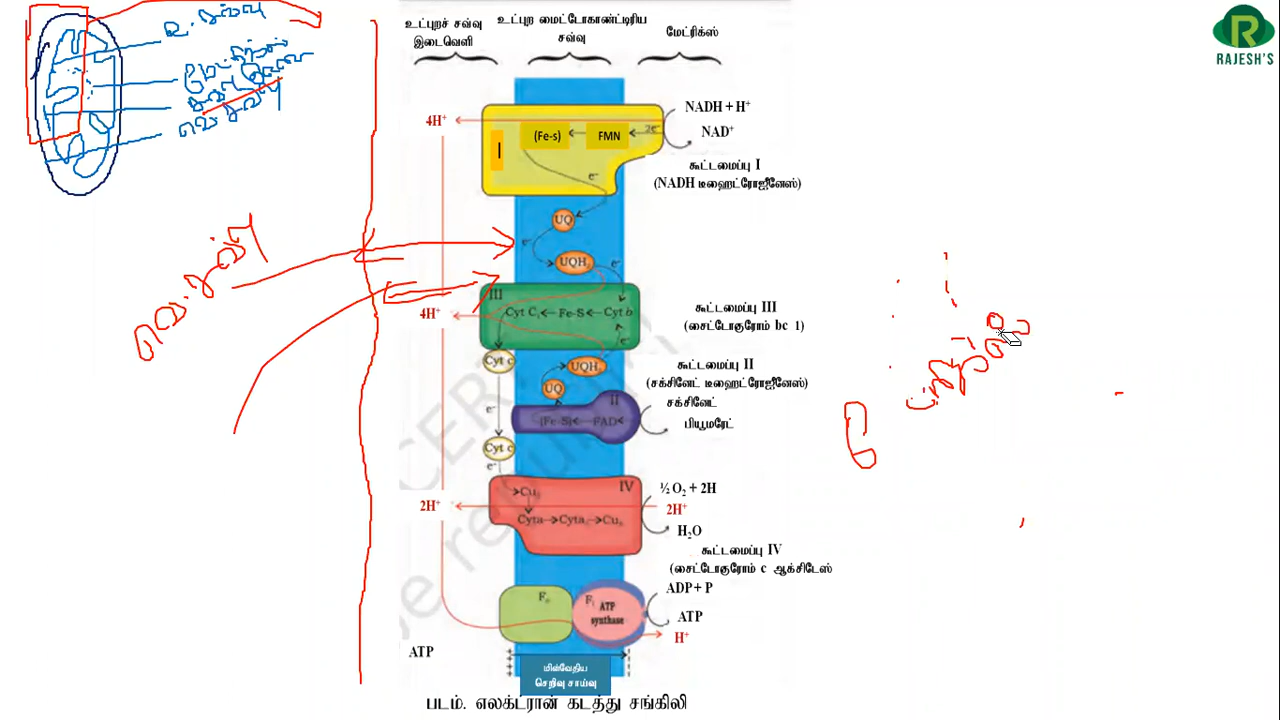 உட்புறச் சவ்வு இடைவெளி
உட்புற மைட்டோகாண்டிரிய சவ்வு
மேட்ரிக்ஸ்
R
RAJESH'S
4H⁺
I
(Fe-s)
FMN
2e⁻
NADH + H⁺
NAD⁺
கூட்டமைப்பு I
(NADH டீஹைட்ரோஜீனேஸ்)
e⁻
UQ
e⁻
UQH₂
e⁻
III
4H⁺
Cyt C₁
Fe-S
Cyt b
e⁻
கூட்டமைப்பு III
(சைட்டோகுரோம் bc 1)
Cyt c
UQH₂
UQ
கூட்டமைப்பு II
(சக்சினேட் டீஹைட்ரோஜீனேஸ்)
சக்சினேட்
பியூமரேட்
e⁻
II
(Fe-S)
FAD
Cyt c
e⁻
IV
2H⁺
Cu
Cyta
Cyta
Cu
½ O₂ + 2H
2H⁺
H₂O
கூட்டமைப்பு IV
(சைட்டோகுரோம் c ஆக்சிடேஸ்
F₀
F₁
ATP
synthase
ADP + P
ATP
H⁺
ATP
மின்வேதிய
செறிவு சாய்வு
படம். எலக்ட்ரான் கடத்து சங்கிலி